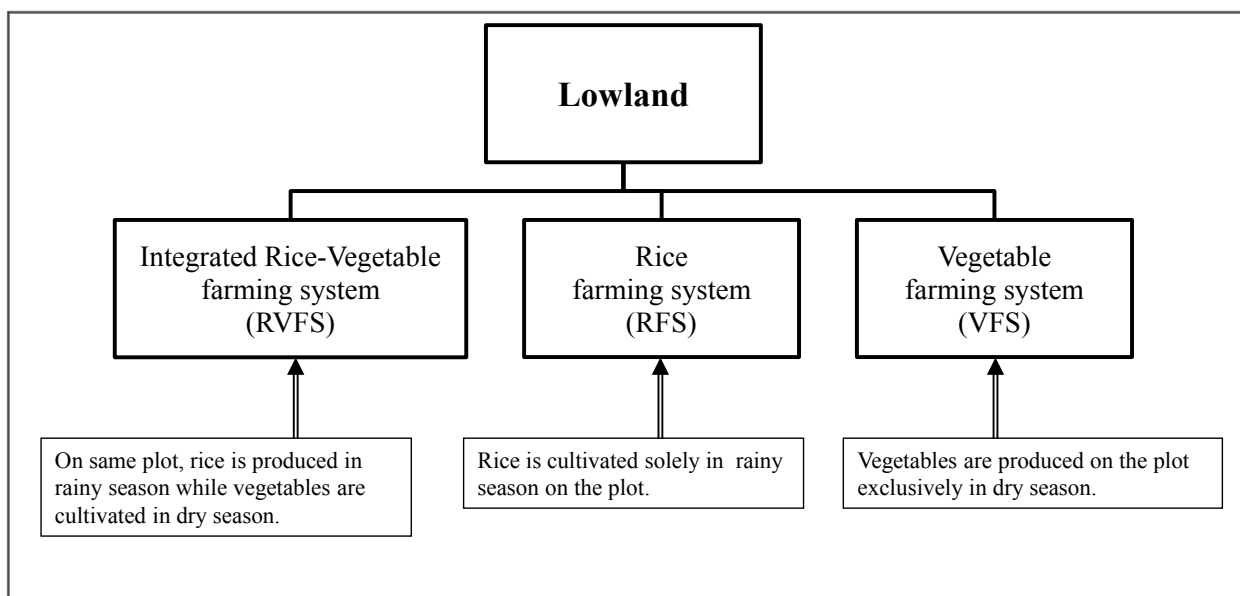 Lowland
Integrated Rice-Vegetable
farming system
(RVFS)
Rice
farming system
(RFS)
Vegetable
farming system
(VFS)
On same plot, rice is produced in
rainy season while vegetables are
cultivated in dry season.
Rice is cultivated solely in rainy
season on the plot.
Vegetables are produced on the plot
exclusively in dry season.